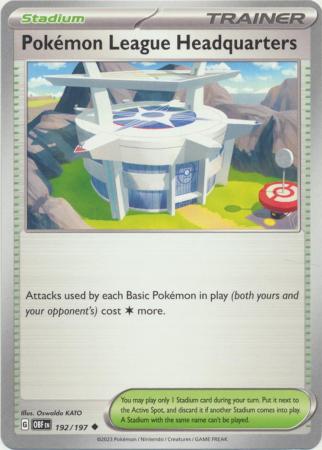 Stadium
TRAINER
Pokémon League Headquarters
Attacks used by each Basic Pokémon in play (both yours and
your opponent's) cost more.
Illus. Oswaldo KATO
G OBF EN 192/197
You may play only 1 Stadium card during your turn. Put it next to
the Active Spot, and discard it if another Stadium comes into play.
A Stadium with the same name can't be played.
©2023 Pokémon / Nintendo / Creatures / GAME FREAK